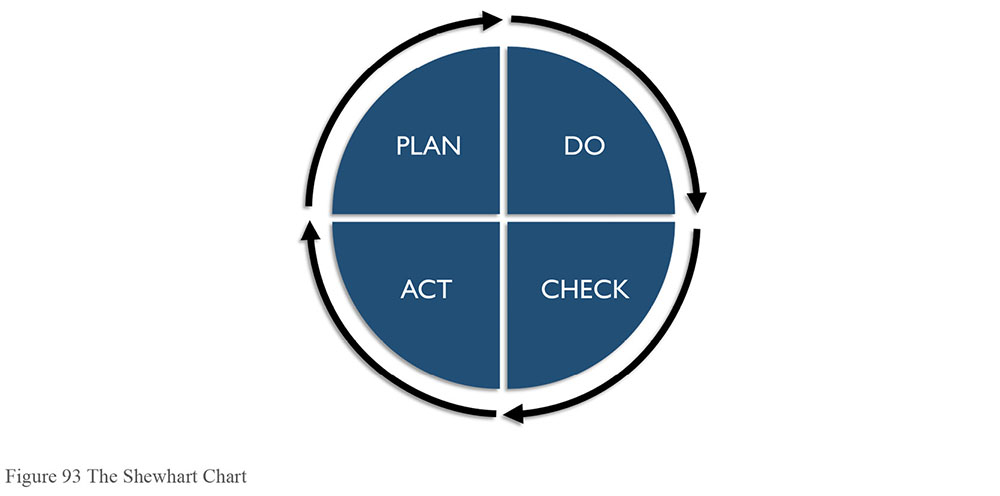 PLAN
DO
ACT
CHECK
Figure 93 The Shewhart Chart